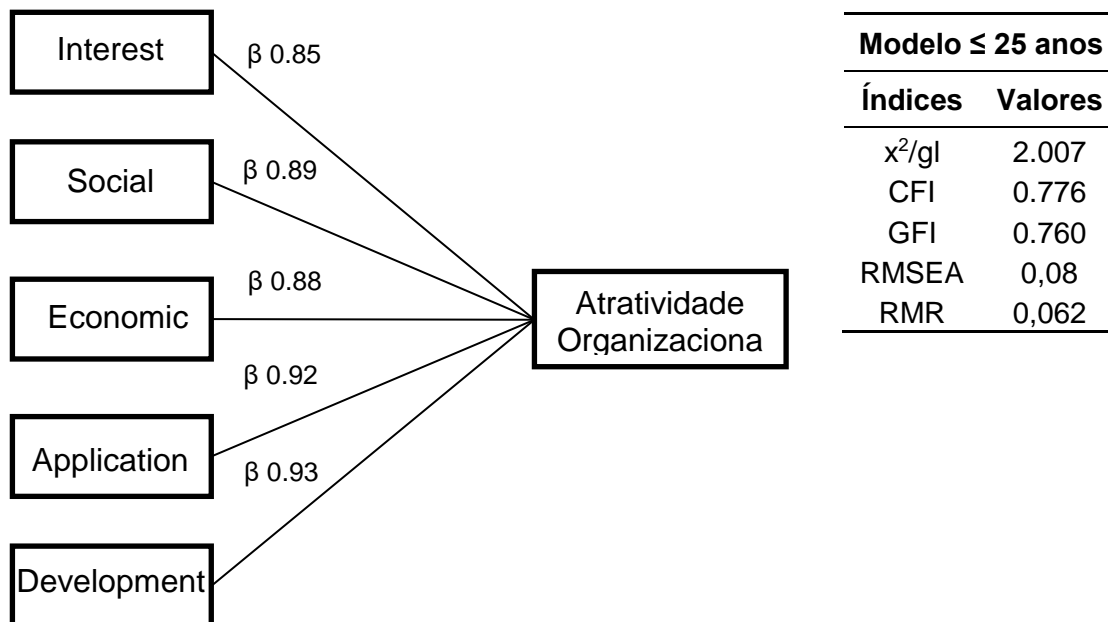 Interest
β 0.85
Social
β 0.89
Economic
β 0.88
Application
β 0.92
Development
β 0.93
Atratividade
Organizaciona
Modelo ≤ 25 anos
Índices Valores
x²/gl 2.007
CFI 0.776
GFI 0.760
RMSEA 0,08
RMR 0,062